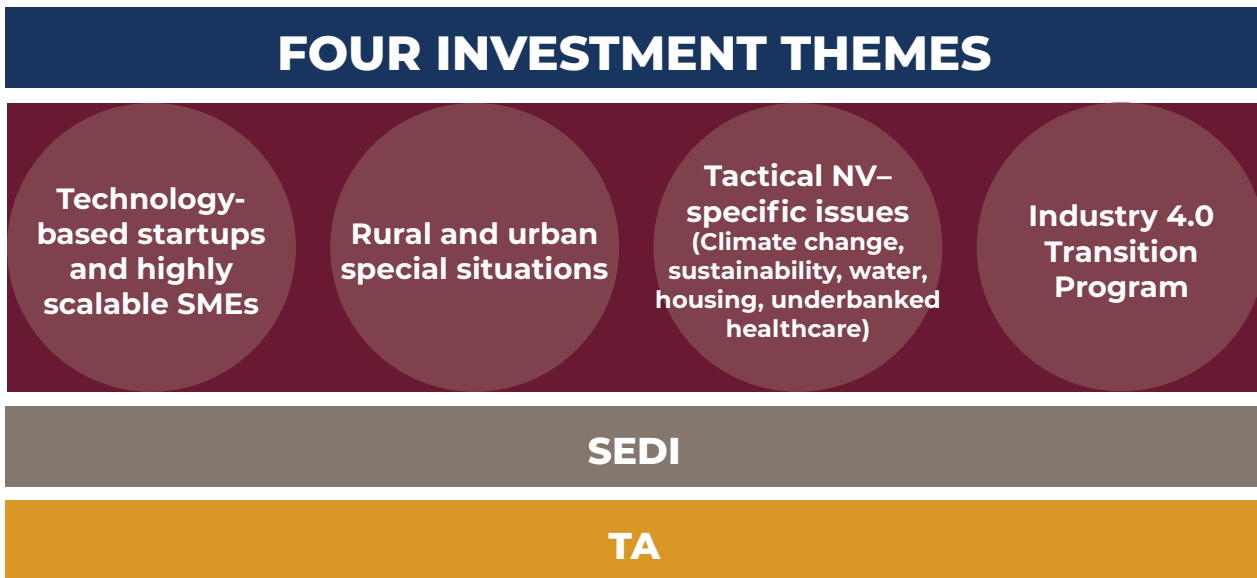 FOUR INVESTMENT THEMES
Technology-
based startups
and highly
scalable SMEs
Rural and urban
special situations
Tactical NV–
specific issues
(Climate change,
sustainability, water,
housing, underbanked
healthcare)
Industry 4.0
Transition
Program
SEDI
TA